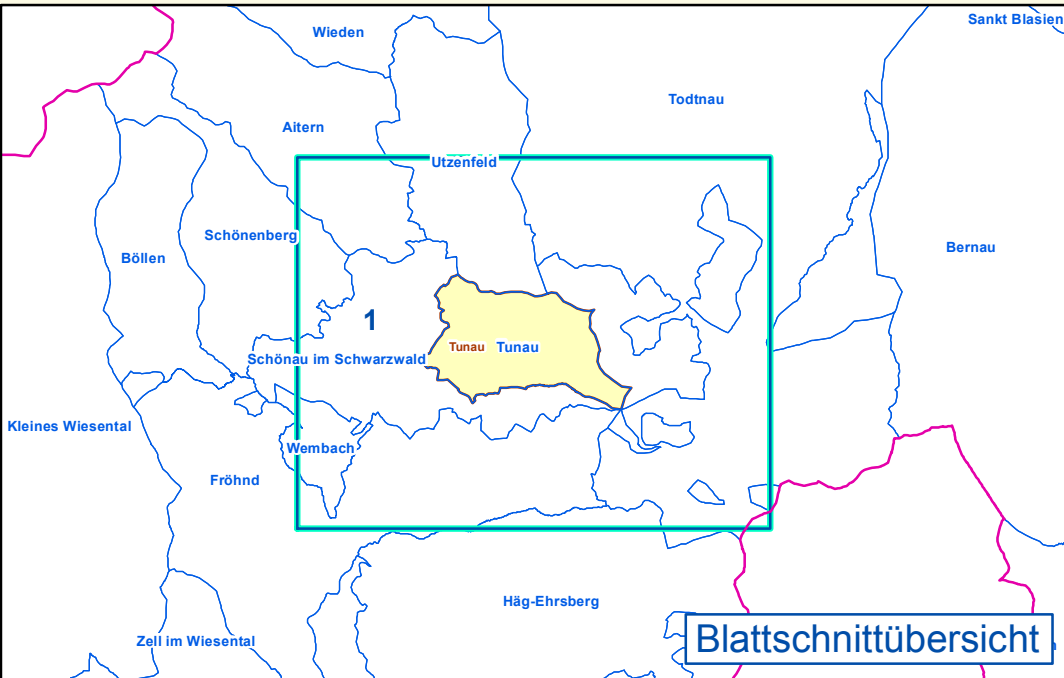 Sankt Blasien
Wieden
Todtnau
Aitern
Utzenfeld
Schönenberg
Bernau
Böllen
1
Tunau
Tunau
Schönau im Schwarzwald
Kleines Wiesental
Wembach
Fröhnd
Häg-Ehrsberg
Zell im Wiesental
Blattschnittübersicht